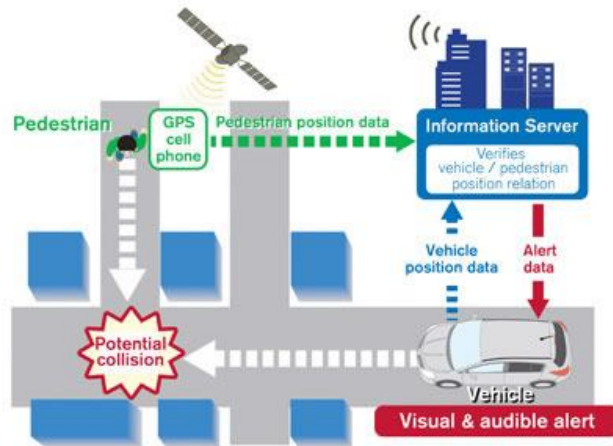 Pedestrian
GPS
cell
phone
Pedestrian position data
Information Server
Verifies
vehicle / pedestrian
position relation
Vehicle
position data
Alert
data
Potential
collision
Vehicle
Visual & audible alert